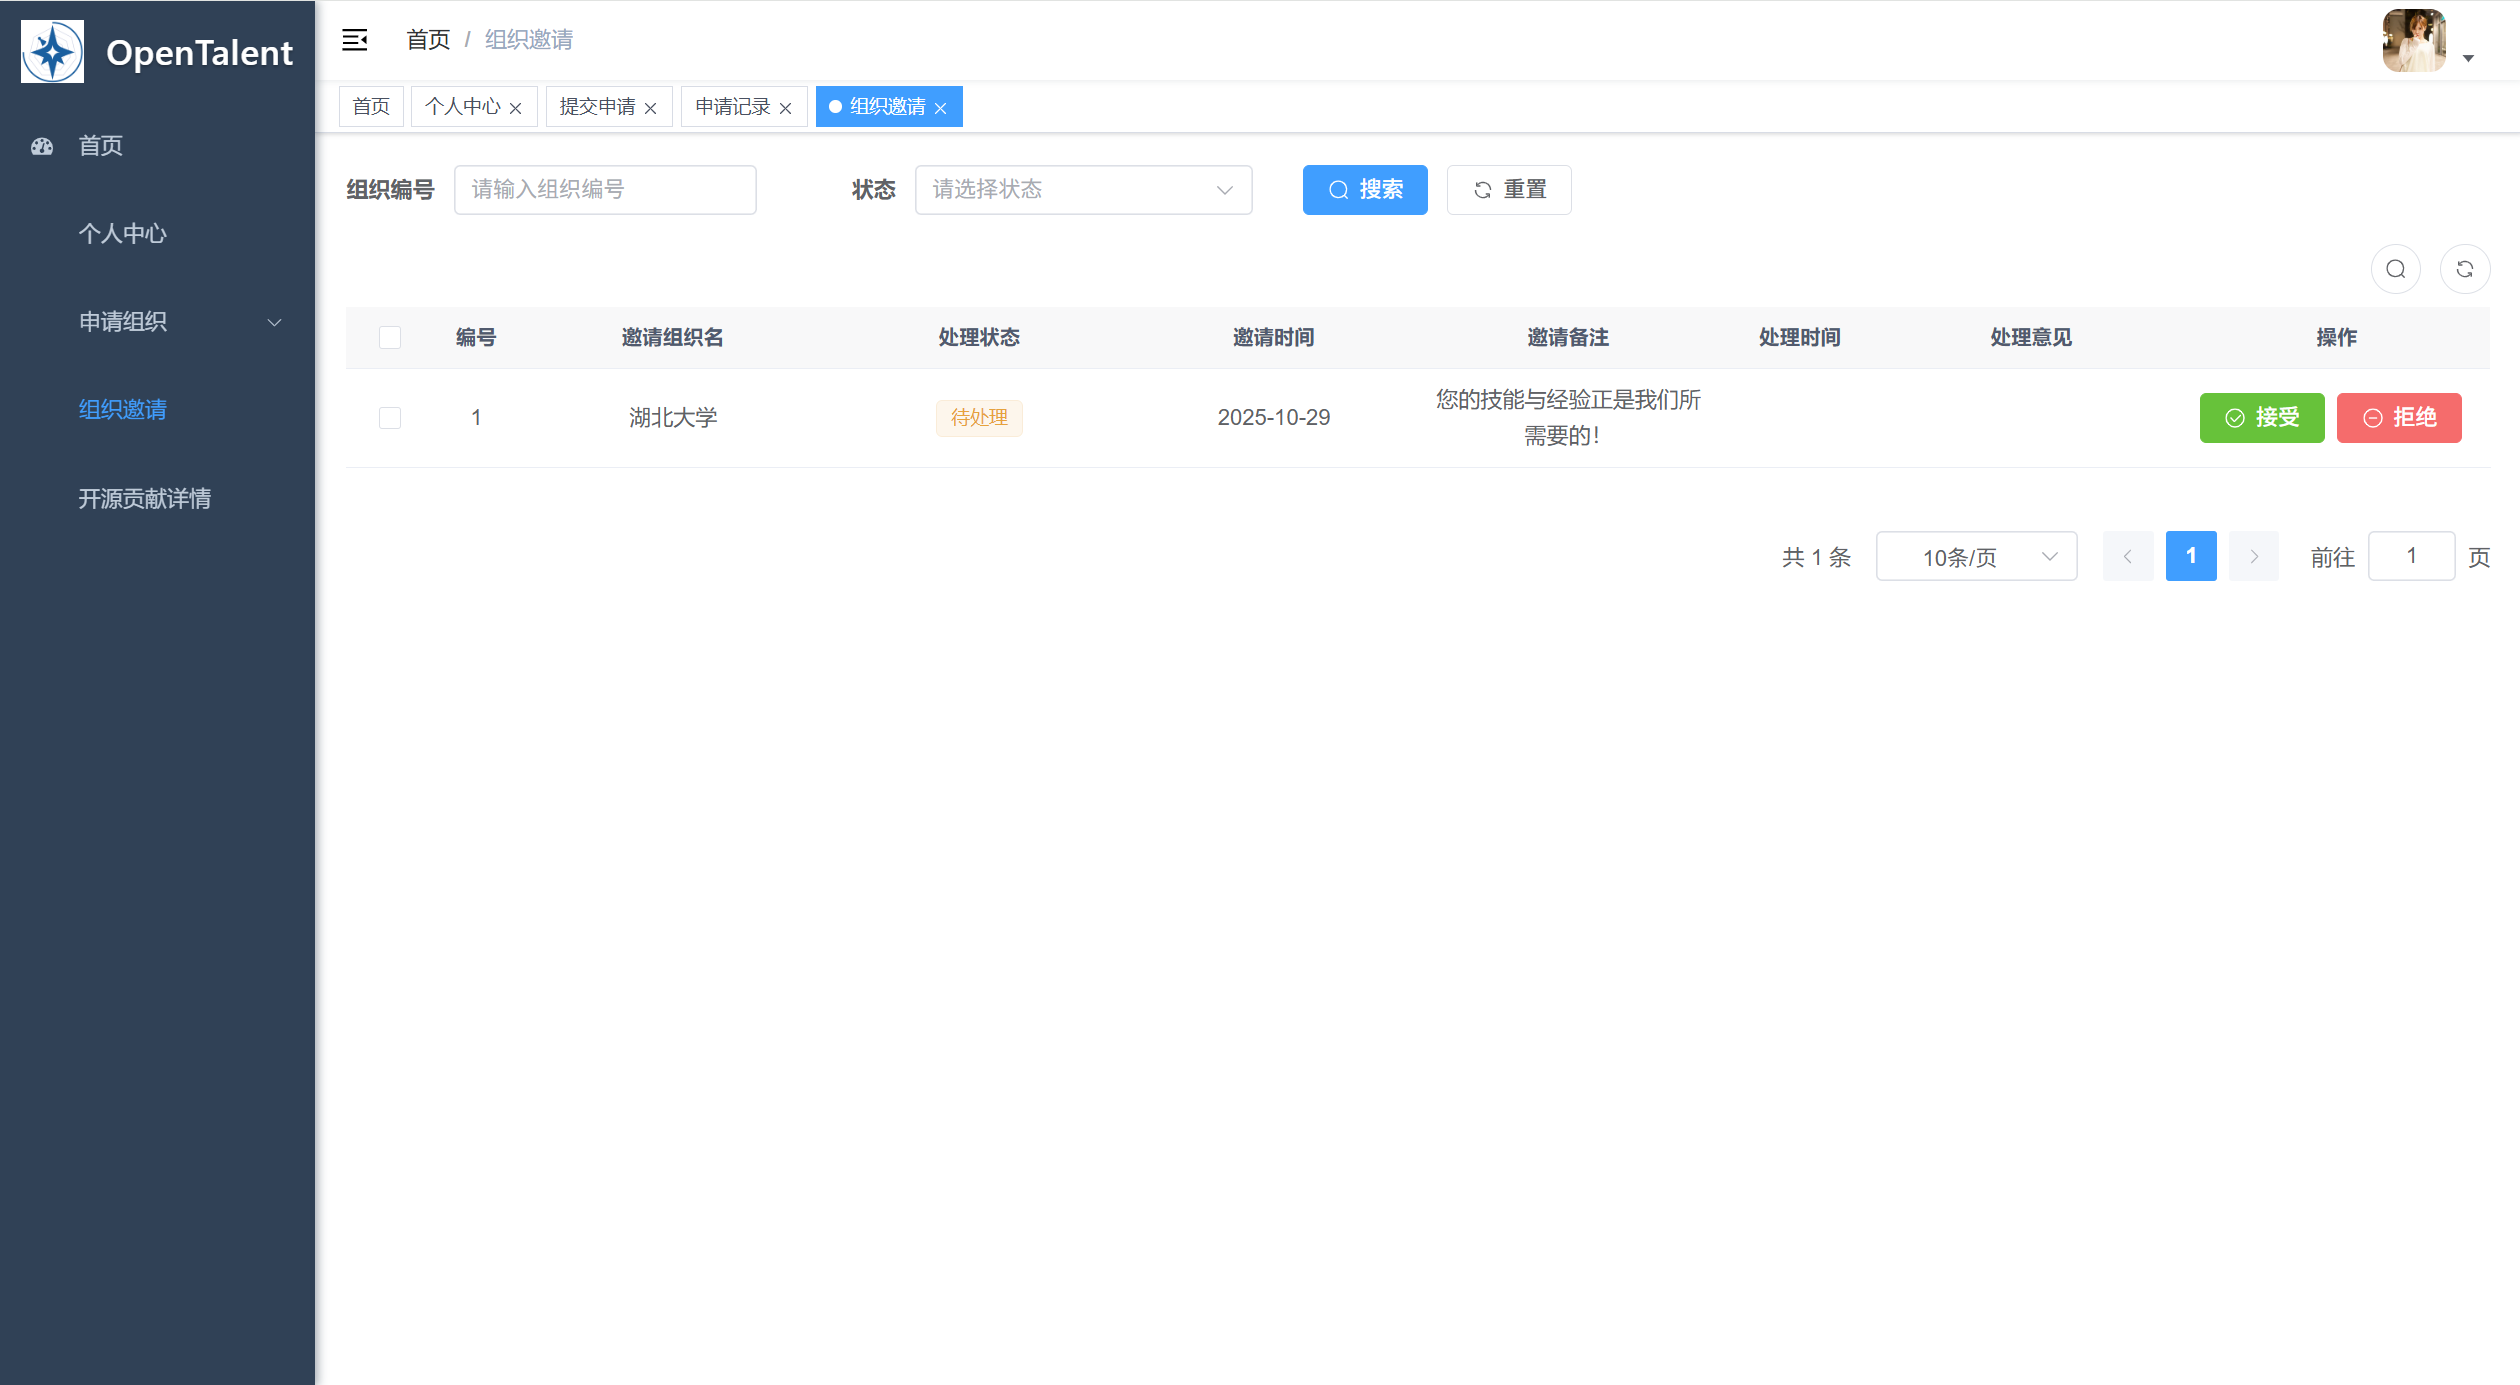 OpenTalent
首页
个人中心
申请组织
组织邀请
开源贡献详情
首页 / 组织邀请
首页 个人中心 提交申请 申请记录 组织邀请
组织编号 请输入组织编号 状态 请选择状态 搜索 重置
编号 邀请组织名 处理状态 邀请时间 邀请备注 处理时间 处理意见 操作
1 湖北大学 待处理 2025-10-29 您的技能与经验正是我们所
需要的！
接受 拒绝
共 1 条 10条/页 1 前往 1 页